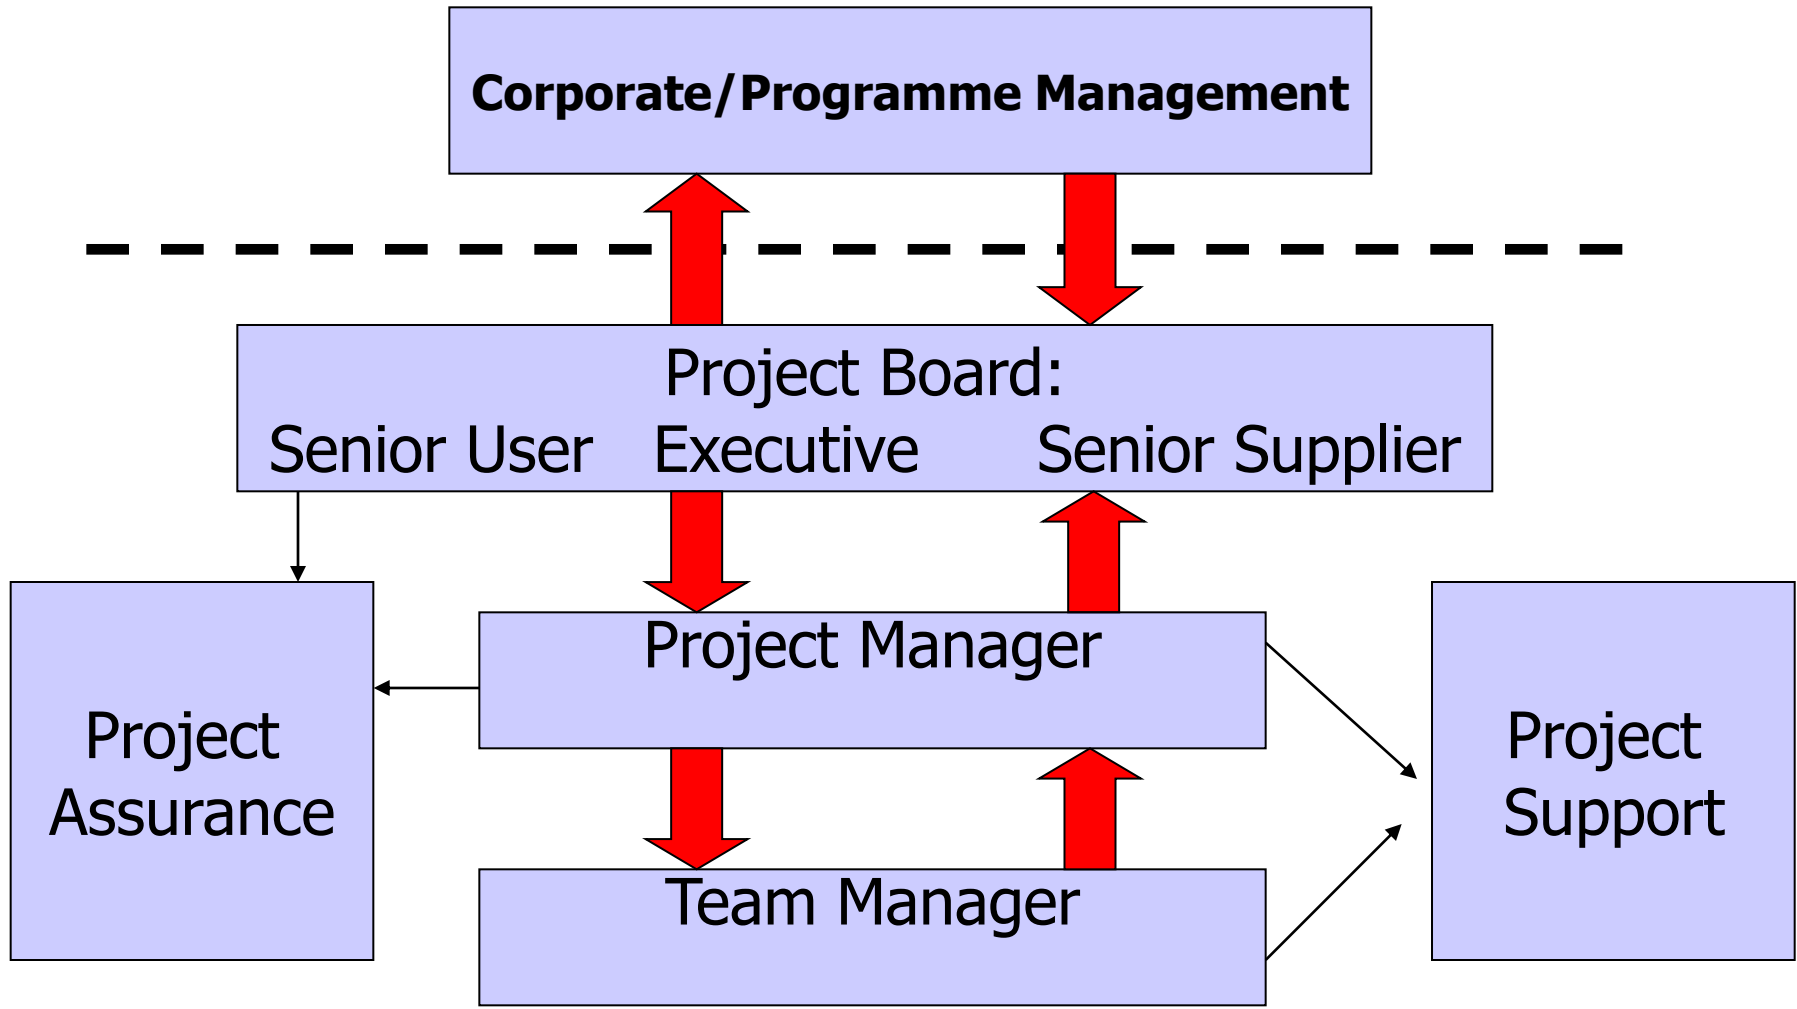 Corporate/Programme Management
Project Board:
Senior User Executive Senior Supplier
Project Manager
Project
Assurance
Project
Support
Team Manager